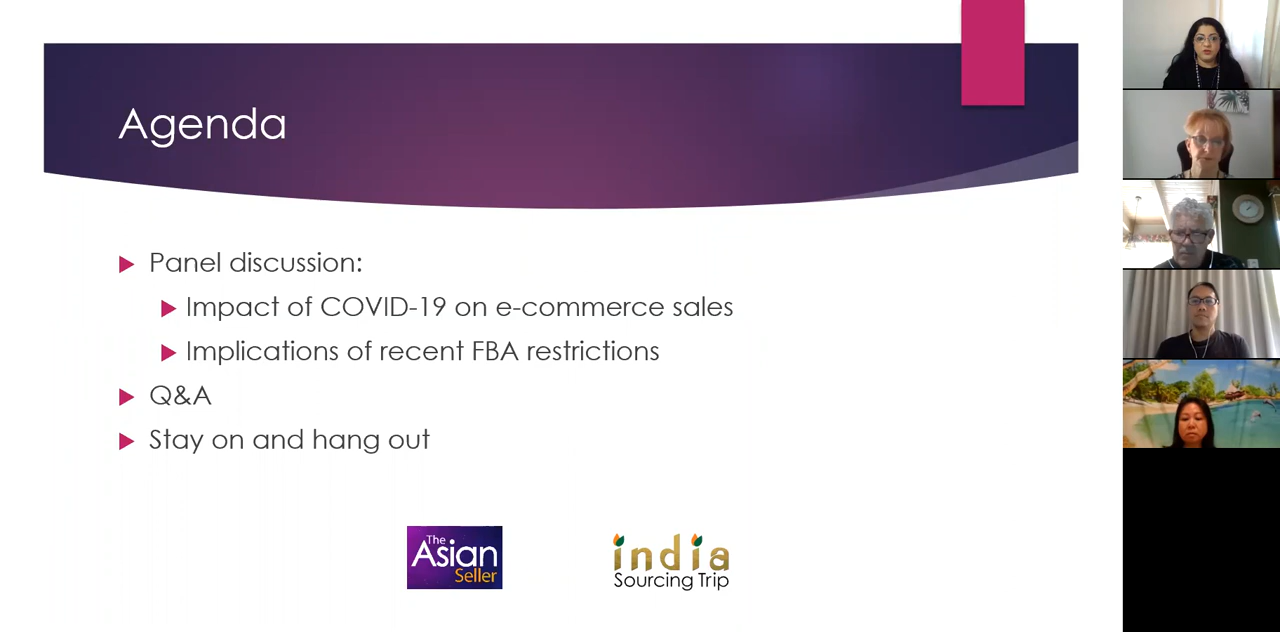 Agenda
Panel discussion:
Impact of COVID-19 on e-commerce sales
Implications of recent FBA restrictions
Q&A
Stay on and hang out
The
Asian
Seller
india
Sourcing Trip